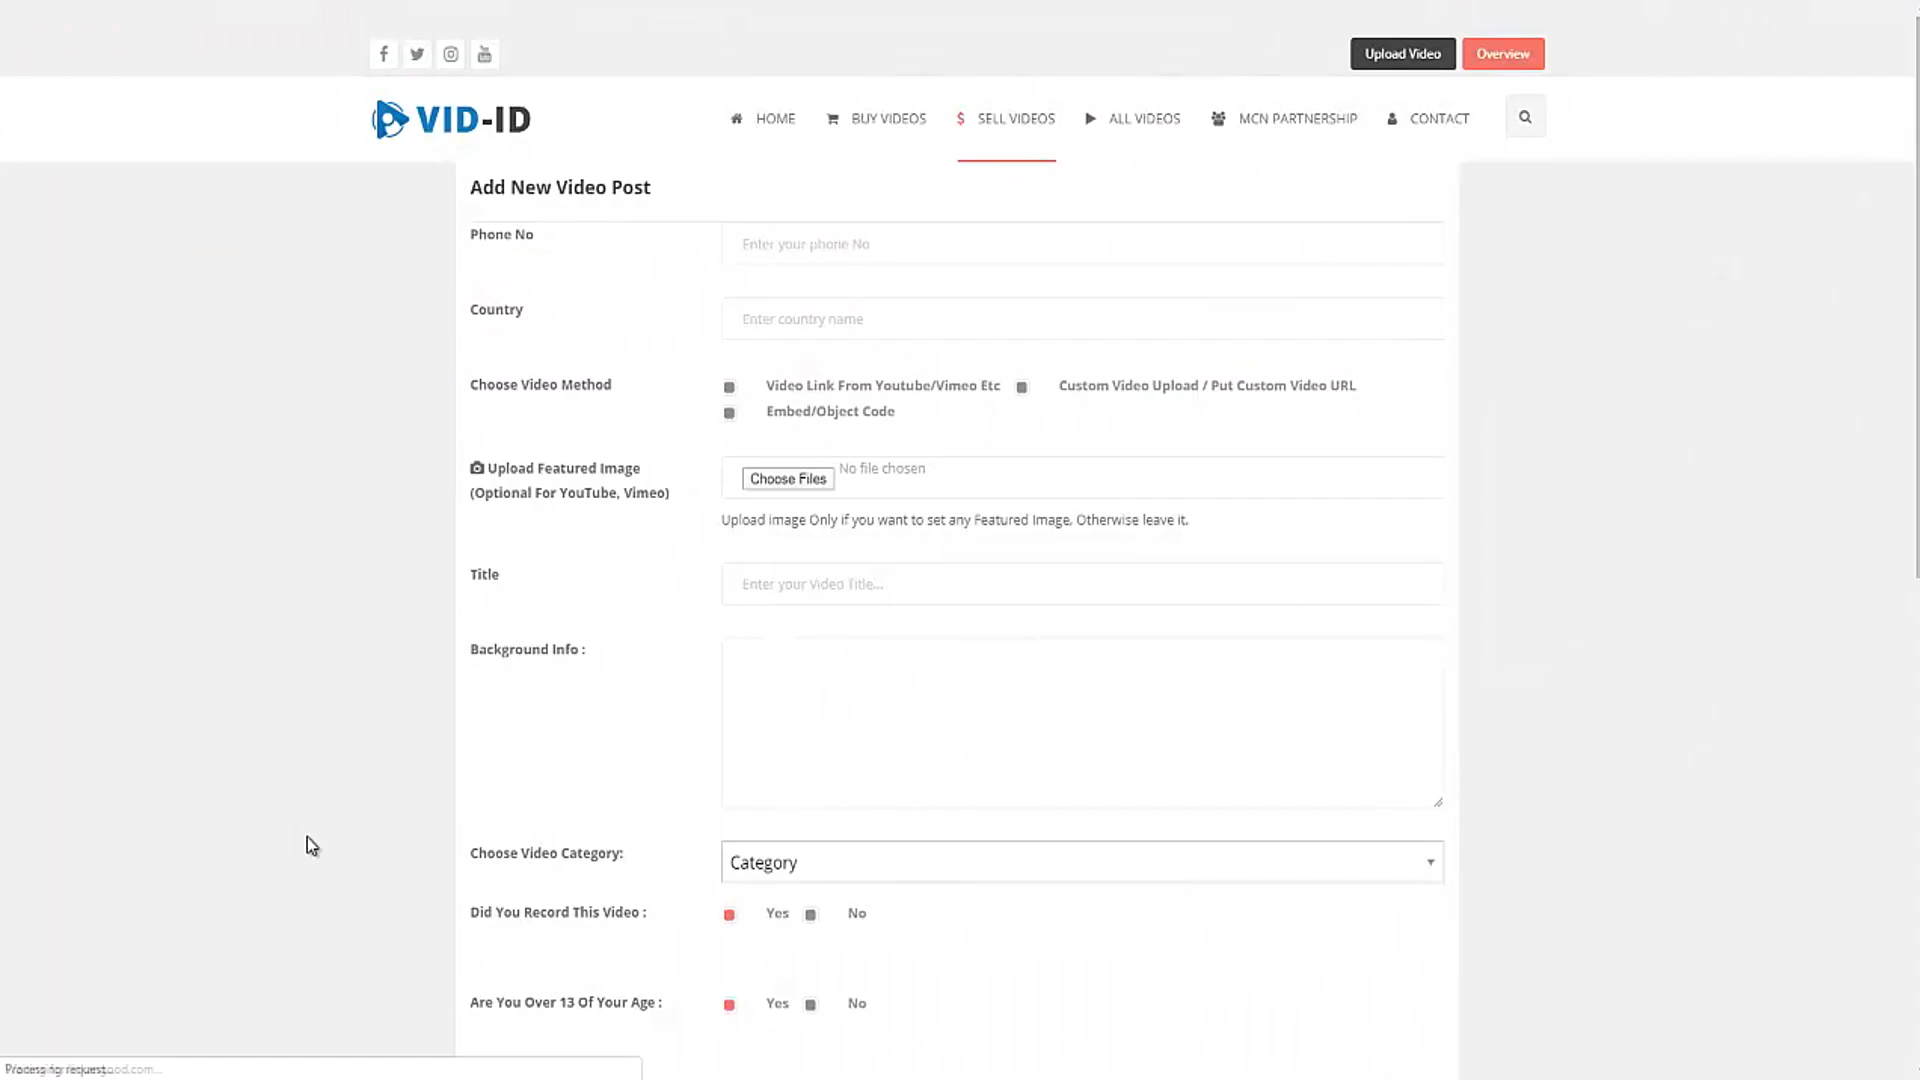 Upload Video
Overview
VID-ID
HOME
BUY VIDEOS
$ SELL VIDEOS
ALL VIDEOS
MCN PARTNERSHIP
CONTACT
Add New Video Post
Phone No
Enter your phone No
Country
Enter country name
Choose Video Method
Video Link From Youtube/Vimeo Etc
Custom Video Upload / Put Custom Video URL
Embed/Object Code
Upload Featured Image
(Optional For YouTube, Vimeo)
Choose Files
No file chosen
Upload image Only if you want to set any Featured Image, Otherwise leave it.
Title
Enter your Video Title...
Background Info :
Choose Video Category:
Category
Did You Record This Video :
Yes
No
Are You Over 13 Of Your Age :
Yes
No
Processing request...